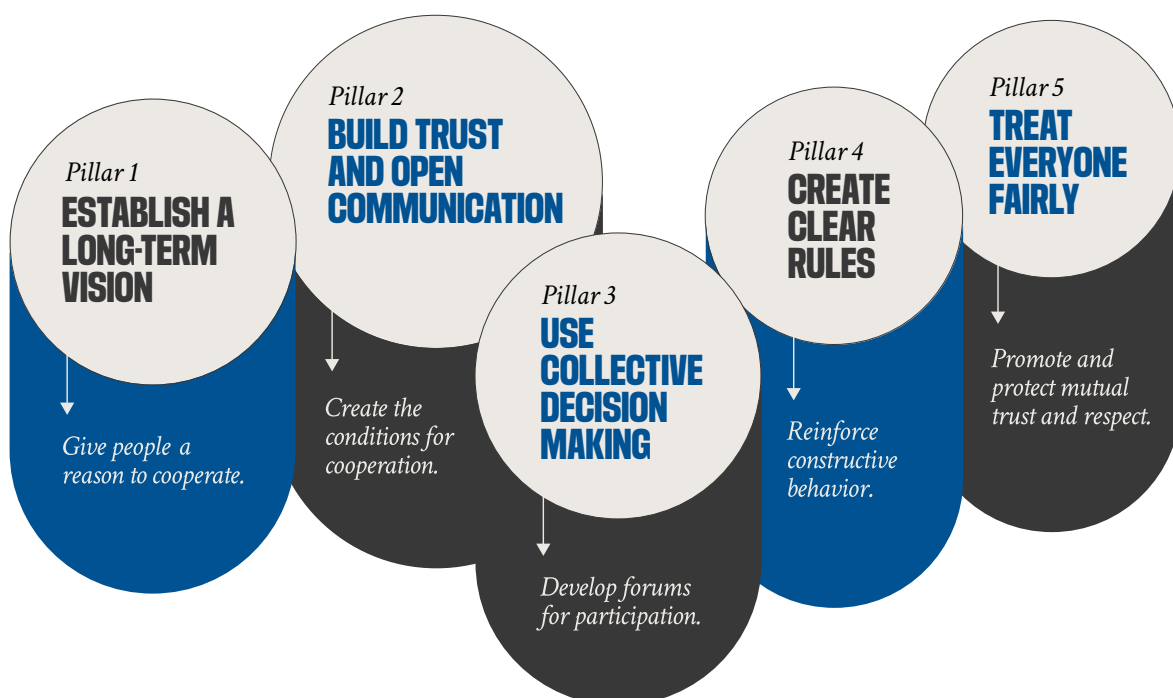 Pillar 1
ESTABLISH A
LONG-TERM
VISION
Give people a
reason to cooperate.
Pillar 2
BUILD TRUST
AND OPEN
COMMUNICATION
Create the
conditions for
cooperation.
Pillar 3
USE
COLLECTIVE
DECISION
MAKING
Develop forums
for participation.
Pillar 4
CREATE
CLEAR
RULES
Reinforce
constructive
behavior.
Pillar 5
TREAT
EVERYONE
FAIRLY
Promote and
protect mutual
trust and respect.